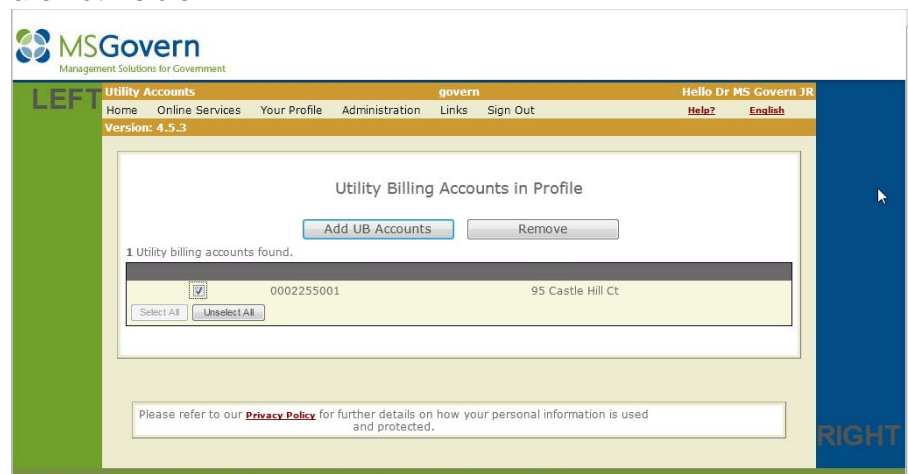 MSGovern
Management Solutions for Government
LEFT
Utility Accounts govern Hello Dr MS Govern JR
Home Online Services Your Profile Administration Links Sign Out Help? English
Version: 4.5.3
Utility Billing Accounts in Profile
Add UB Accounts Remove
1 Utility billing accounts found.
0002255001 95 Castle Hill Ct
Select All Unselect All
Please refer to our Privacy Policy for further details on how your personal information is used
and protected.
RIGHT